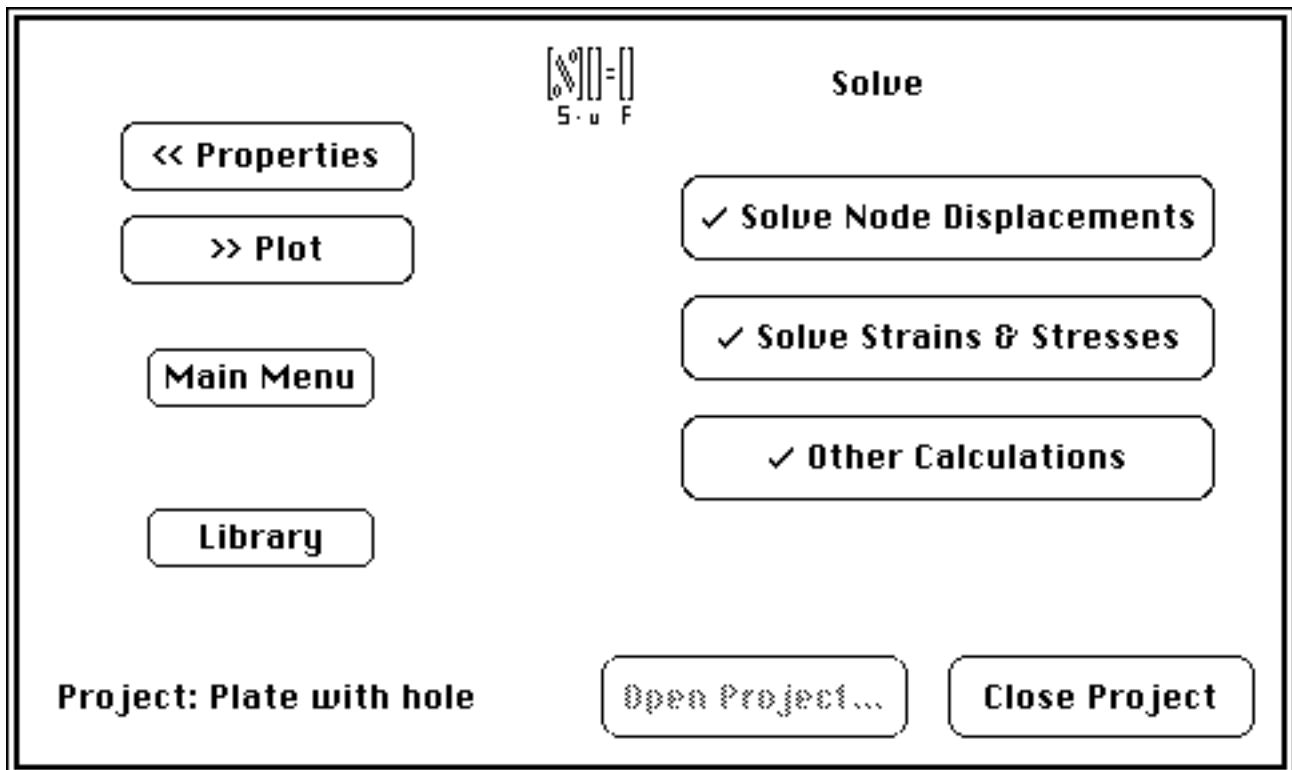 [\]​[]=[]
S · u F
Solve
<< Properties
>> Plot
Main Menu
Library
✓ Solve Node Displacements
✓ Solve Strains & Stresses
✓ Other Calculations
Project: Plate with hole
Open Project...
Close Project